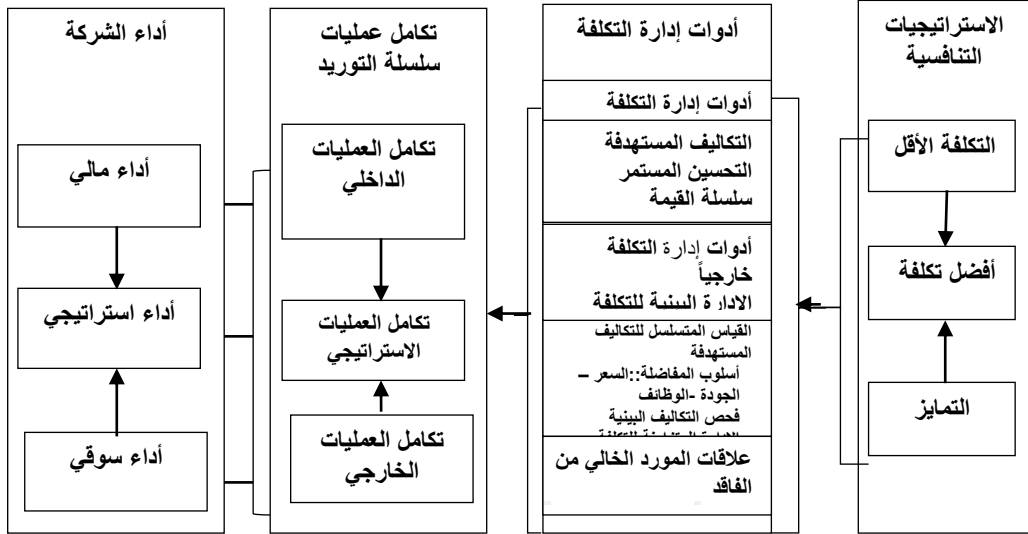 الاستراتيجيات
التنافسية
التكلفة الأقل
أفضل تكلفة
التمايز
أدوات إدارة التكلفة
أدوات إدارة التكلفة
التكاليف المستهدفة
التحسين المستمر
سلسلة القيمة
أدوات إدارة التكلفة
خارجياً
الادارة البينية للتكلفة
القياس المتسلسل للتكاليف
المستهدفة
أسلوب المفاضلة::السعر –
الجودة -الوظائف
فحص التكاليف البينية
علاقات المورد الخالي من
الفاقد
تكامل عمليات
سلسلة التوريد
تكامل العمليات
الداخلي
تكامل العمليات
الاستراتيجي
تكامل العمليات
الخارجي
أداء الشركة
أداء مالي
أداء استراتيجي
أداء سوقي